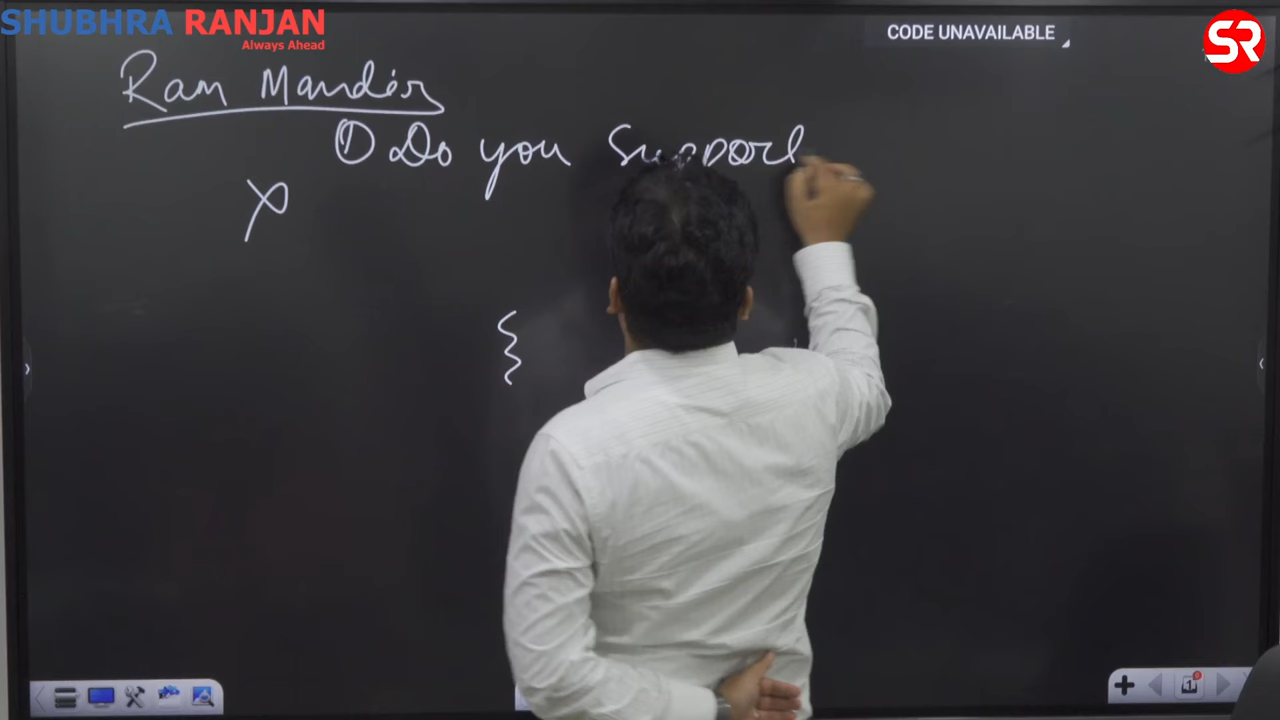 SHUBHRA RANJAN
Always Ahead
CODE UNAVAILABLE
SR
Ram Mandir
① Do you support